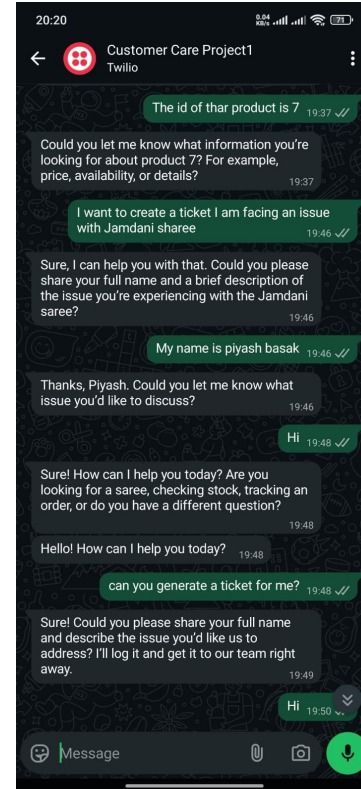 20:20
0.04
KB/s
71
Customer Care Project1
Twilio
The id of thar product is 7 19:37
Could you let me know what information you're
looking for about product 7? For example,
price, availability, or details?
19:37
I want to create a ticket I am facing an issue
with Jamdani sharee
19:46
Sure, I can help you with that. Could you please
share your full name and a brief description of
the issue you're experiencing with the Jamdani
saree?
19:46
My name is piyash basak 19:46
Thanks, Piyash. Could you let me know what
issue you'd like to discuss?
19:46
Hi 19:48
Sure! How can I help you today? Are you
looking for a saree, checking stock, tracking an
order, or do you have a different question?
19:48
Hello! How can I help you today? 19:48
can you generate a ticket for me? 19:48
Sure! Could you please share your full name
and describe the issue you'd like us to
address? I'll log it and get it to our team right
away.
19:49
Hi 19:50
Message